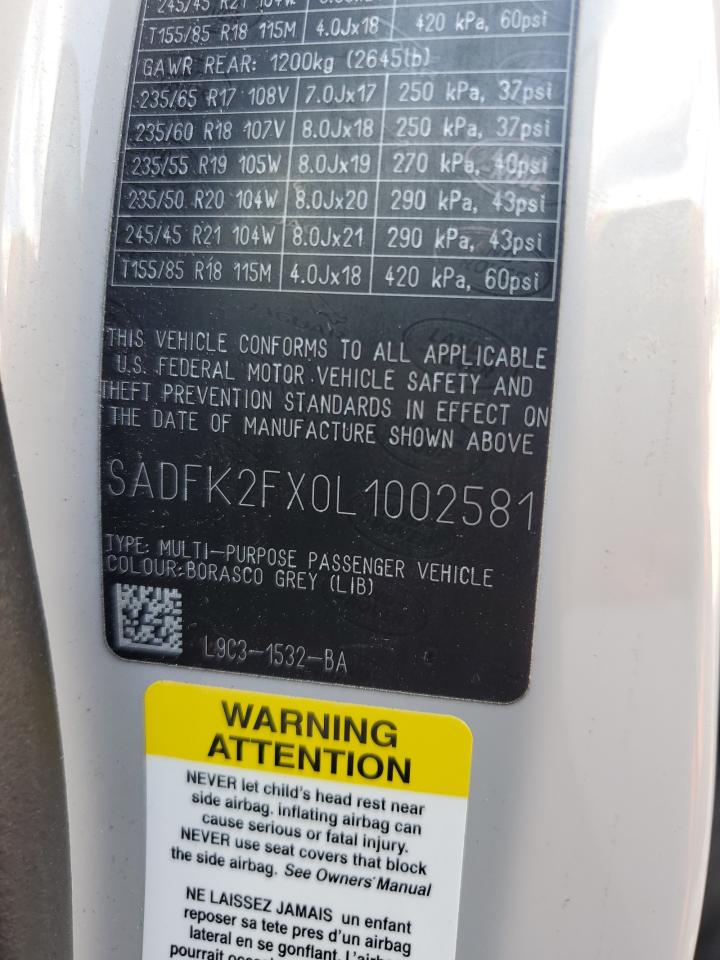 245/45 R21 104W
T155/85 R18 115M 4.0Jx18 420 kPa, 60psi
GAWR REAR: 1200kg (2645lb)
235/65 R17 108V 7.0Jx17 250 kPa, 37psi
235/60 R18 107V 8.0Jx18 250 kPa, 37psi
235/55 R19 105W 8.0Jx19 270 kPa, 40psi
235/50 R20 104W 8.0Jx20 290 kPa, 43psi
245/45 R21 104W 8.0Jx21 290 kPa, 43psi
T155/85 R18 115M 4.0Jx18 420 kPa, 60psi
THIS VEHICLE CONFORMS TO ALL APPLICABLE
U.S. FEDERAL MOTOR VEHICLE SAFETY AND
THEFT PREVENTION STANDARDS IN EFFECT ON
THE DATE OF MANUFACTURE SHOWN ABOVE
SADFK2FX0L1002581
TYPE: MULTI-PURPOSE PASSENGER VEHICLE
COLOUR:BORASCO GREY (LIB)
L9C3-1532-BA
WARNING
ATTENTION
NEVER let child's head rest near
side airbag. inflating airbag can
cause serious or fatal injury.
NEVER use seat covers that block
the side airbag. See Owners' Manual
NE LAISSEZ JAMAIS un enfant
reposer sa tete pres d'un airbag
lateral en se gonflant. L'airbag
pourrait